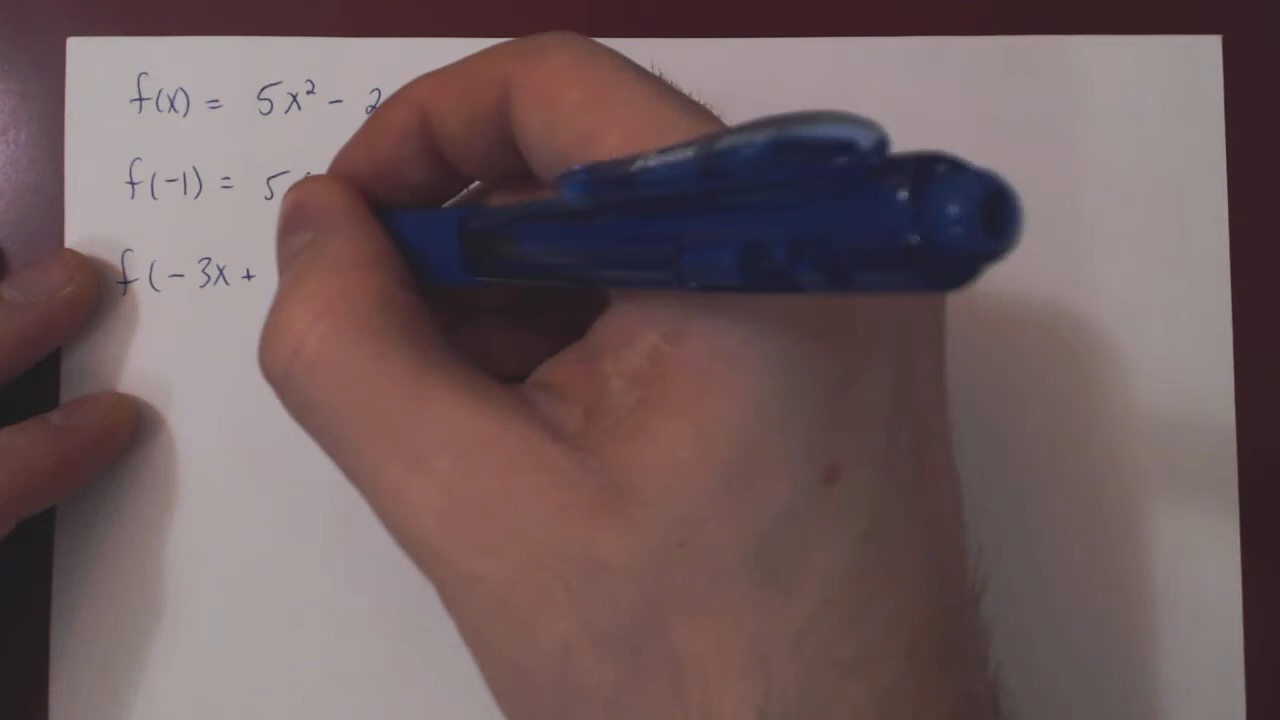 f(x) = 5x² - 2
f(-1) = 5
f(-3x +